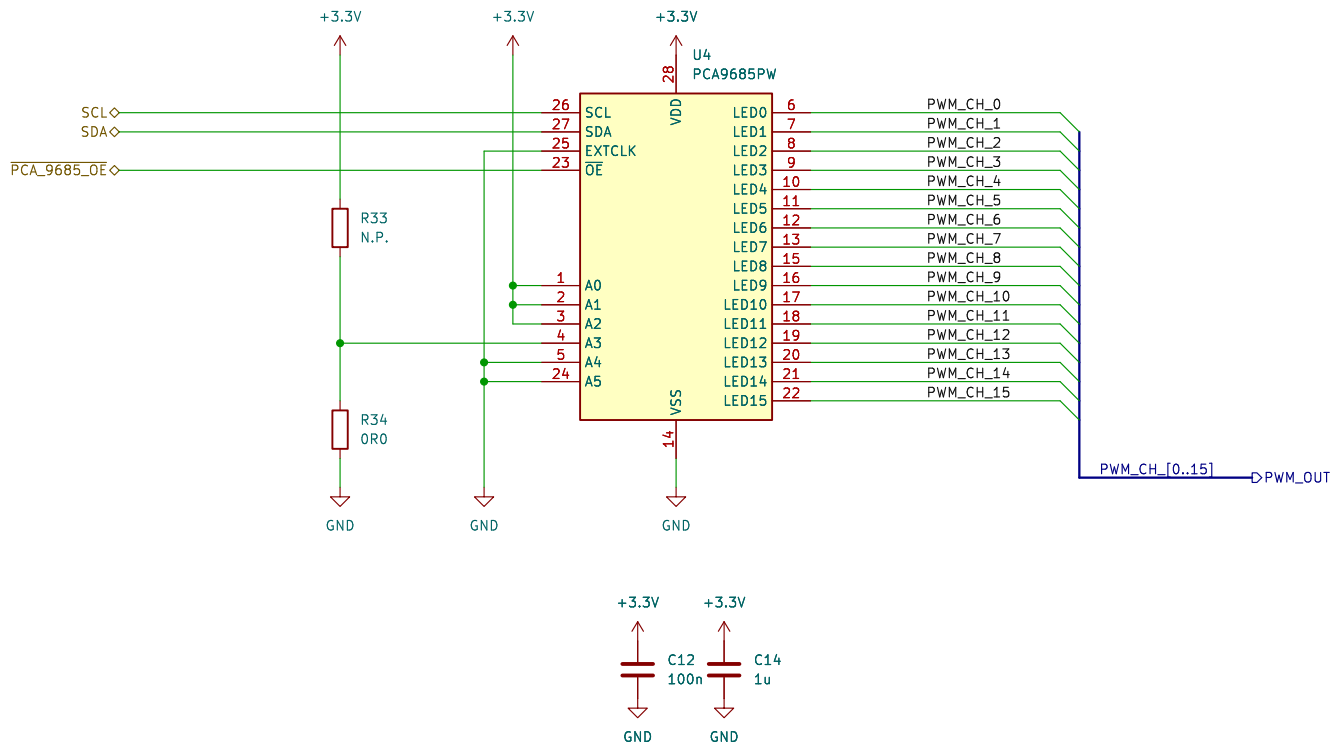 +3.3V
+3.3V
+3.3V
U4
PCA9685PW
28
VDD
SCL
SDA
PCA_9685_OE
26 SCL
27 SDA
25 EXTCLK
23 OE
1 A0
2 A1
3 A2
4 A3
5 A4
24 A5
LED0 6 PWM_CH_0
LED1 7 PWM_CH_1
LED2 8 PWM_CH_2
LED3 9 PWM_CH_3
LED4 10 PWM_CH_4
LED5 11 PWM_CH_5
LED6 12 PWM_CH_6
LED7 13 PWM_CH_7
LED8 15 PWM_CH_8
LED9 16 PWM_CH_9
LED10 17 PWM_CH_10
LED11 18 PWM_CH_11
LED12 19 PWM_CH_12
LED13 20 PWM_CH_13
LED14 21 PWM_CH_14
LED15 22 PWM_CH_15
R33
N.P.
R34
0R0
VSS
14
PWM_CH_[0..15]
PWM_OUT
GND
GND
GND
+3.3V
+3.3V
C12
100n
C14
1u
GND
GND